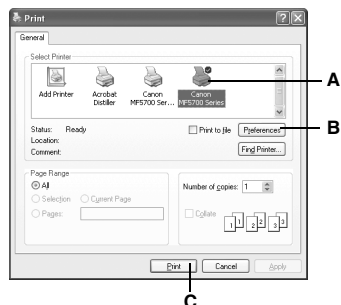 Print
General
Select Printer
Add Printer
Acrobat Distiller
Canon MF5700 Ser...
Canon MF5700 Series
A
Status: Ready
Print to file
Preferences
B
Location:
Comment:
Find Printer...
Page Range
All
Selection
Current Page
Pages:
Number of copies: 1
Collate
1 1 2 2 3 3
Print
Cancel
Apply
C